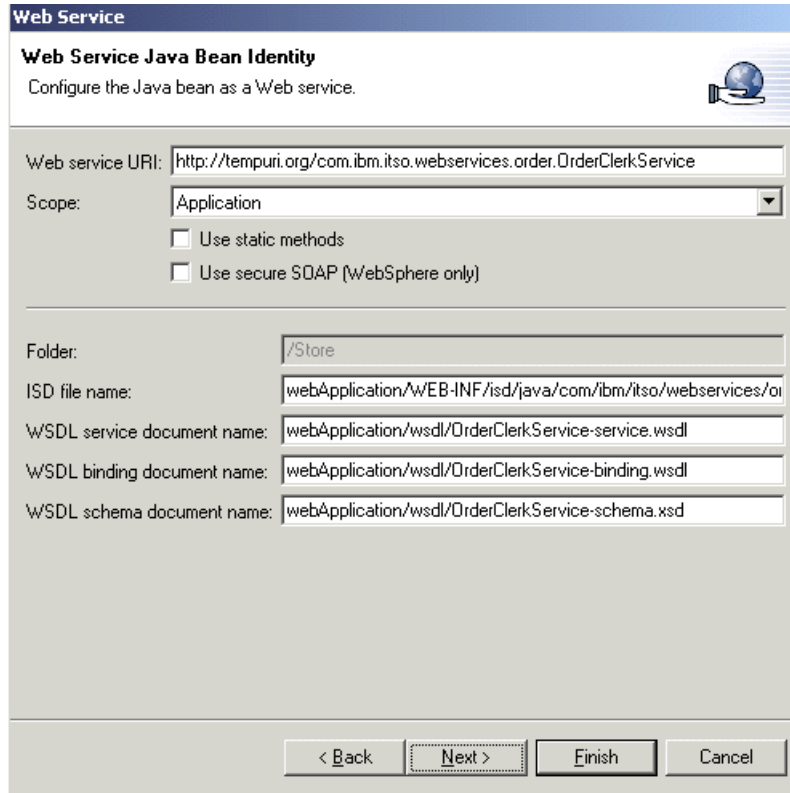 Web Service
Web Service Java Bean Identity
Configure the Java bean as a Web service.
Web service URI: http://tempuri.org/com.ibm.itso.webservices.order.OrderClerkService
Scope: Application
Use static methods
Use secure SOAP (WebSphere only)
Folder: /Store
ISD file name: webApplication/WEB-INF/isd/java/com/ibm/itso/webservices/or
WSDL service document name: webApplication/wsdl/OrderClerkService-service.wsdl
WSDL binding document name: webApplication/wsdl/OrderClerkService-binding.wsdl
WSDL schema document name: webApplication/wsdl/OrderClerkService-schema.xsd
< Back Next > Finish Cancel